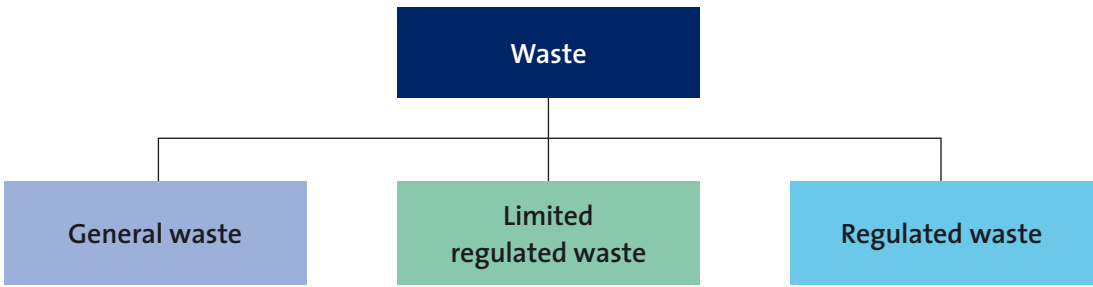 Waste
General waste
Limited
regulated waste
Regulated waste